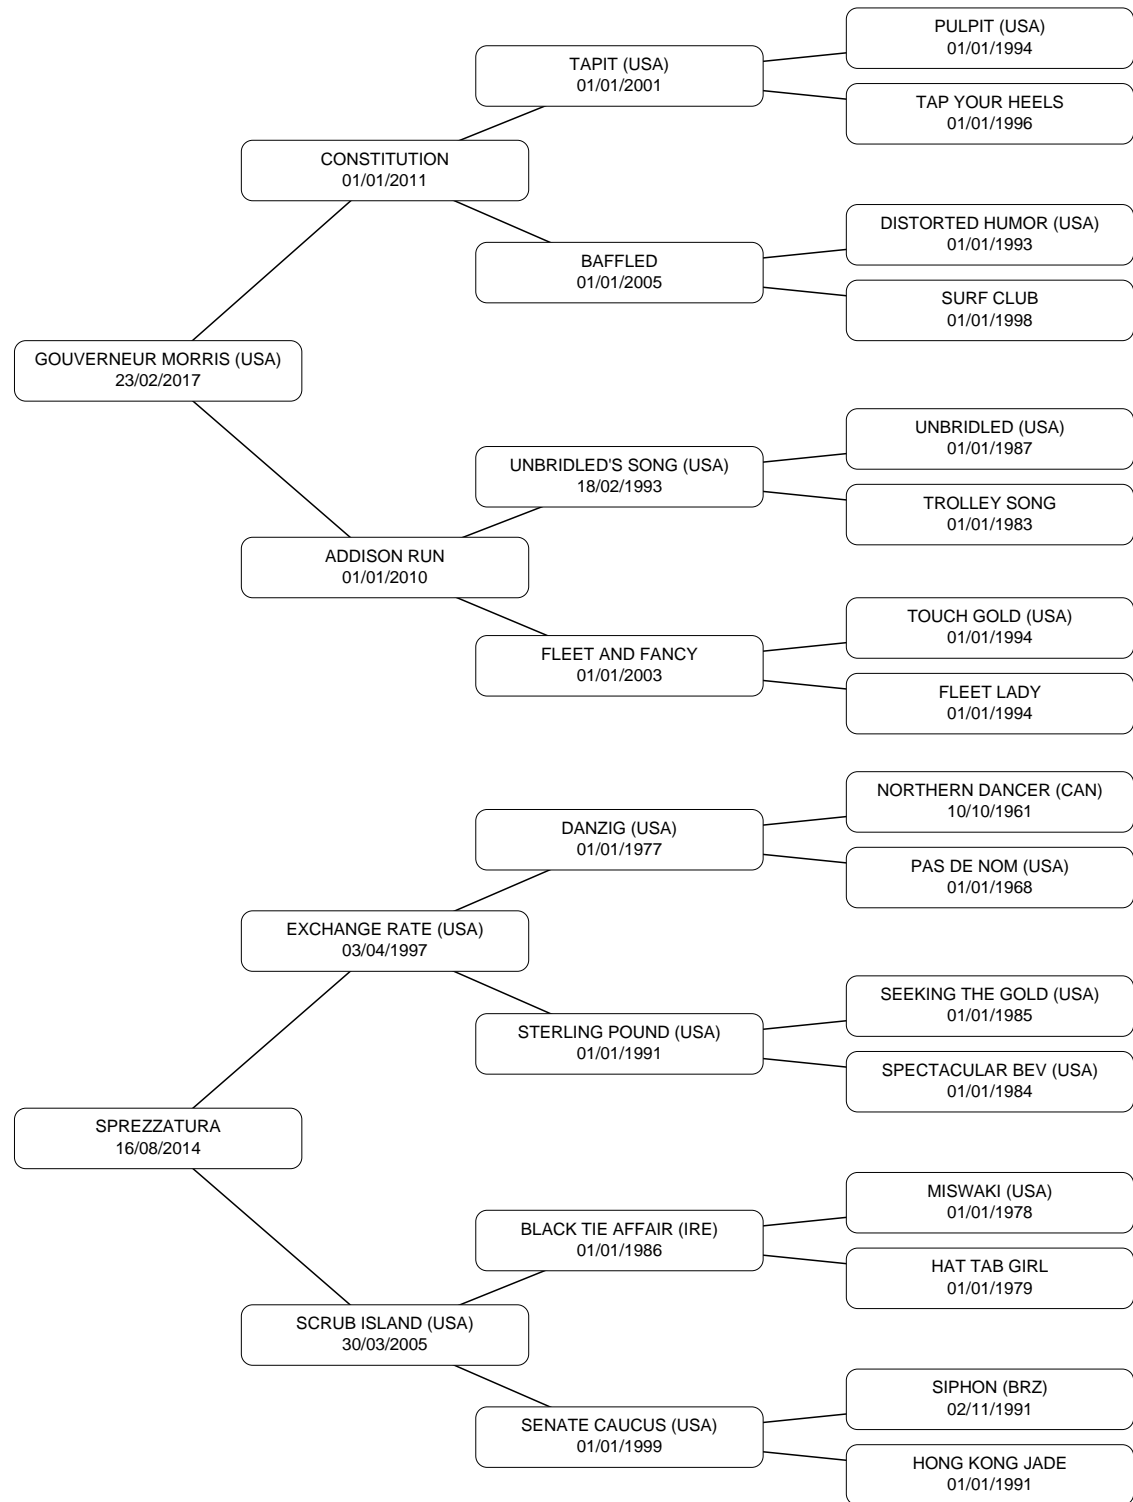 PULPIT (USA)
01/01/1994
TAPIT (USA)
01/01/2001
TAP YOUR HEELS
01/01/1996
CONSTITUTION
01/01/2011
DISTORTED HUMOR (USA)
01/01/1993
BAFFLED
01/01/2005
SURF CLUB
01/01/1998
GOUVERNEUR MORRIS (USA)
23/02/2017
UNBRIDLED (USA)
01/01/1987
UNBRIDLED'S SONG (USA)
18/02/1993
TROLLEY SONG
01/01/1983
ADDISON RUN
01/01/2010
TOUCH GOLD (USA)
01/01/1994
FLEET AND FANCY
01/01/2003
FLEET LADY
01/01/1994
NORTHERN DANCER (CAN)
10/10/1961
DANZIG (USA)
01/01/1977
PAS DE NOM (USA)
01/01/1968
EXCHANGE RATE (USA)
03/04/1997
SEEKING THE GOLD (USA)
01/01/1985
STERLING POUND (USA)
01/01/1991
SPECTACULAR BEV (USA)
01/01/1984
SPREZZATURA
16/08/2014
MISWAKI (USA)
01/01/1978
BLACK TIE AFFAIR (IRE)
01/01/1986
HAT TAB GIRL
01/01/1979
SCRUB ISLAND (USA)
30/03/2005
SIPHON (BRZ)
02/11/1991
SENATE CAUCUS (USA)
01/01/1999
HONG KONG JADE
01/01/1991